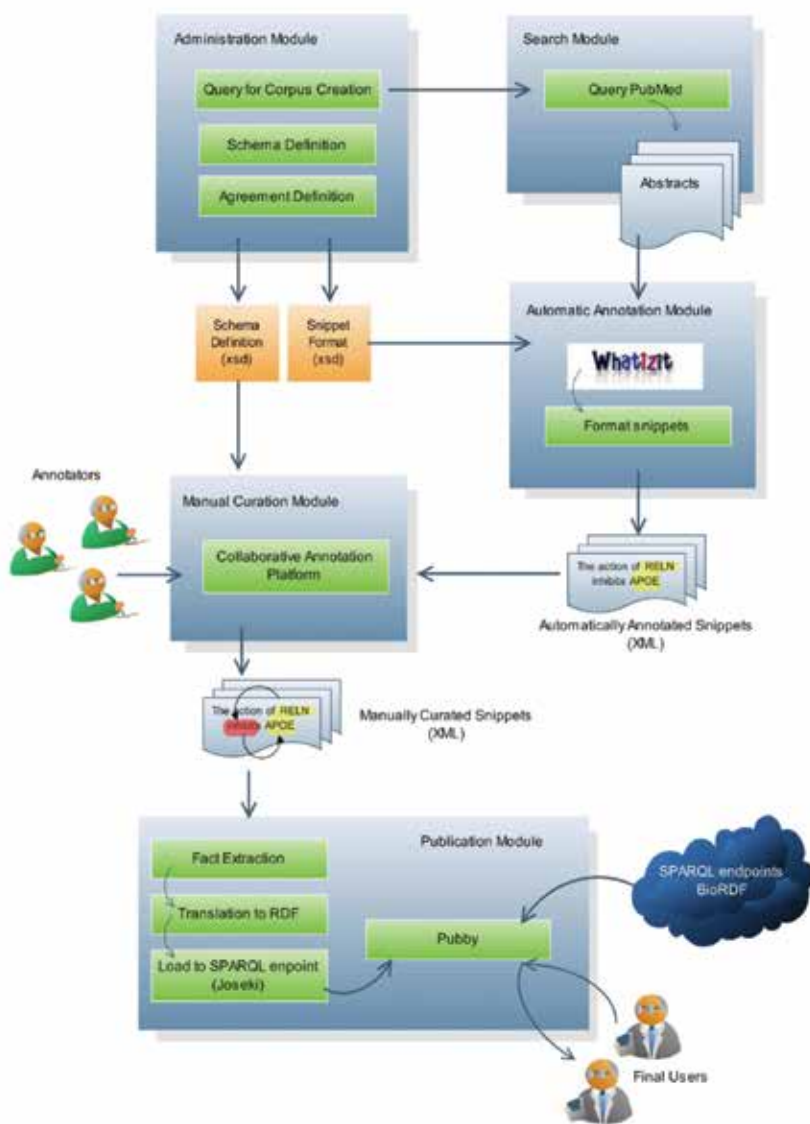 Administration Module
Query for Corpus Creation
Schema Definition
Agreement Definition
Search Module
Query PubMed
Abstracts
Schema
Definition
(xsd)
Snippet
Format
(xsd)
Automatic Annotation Module
Whatizit
Format snippets
Annotators
Manual Curation Module
Collaborative Annotation
Platform
The action of RELN
inhibits APOE
Automatically Annotated Snippets
(XML)
The action of RELN
inhibits APOE
Manually Curated Snippets
(XML)
Publication Module
Fact Extraction
Translation to RDF
Load to SPARQL enpoint
(Joseki)
Pubby
SPARQL endpoints
BioRDF
Final Users